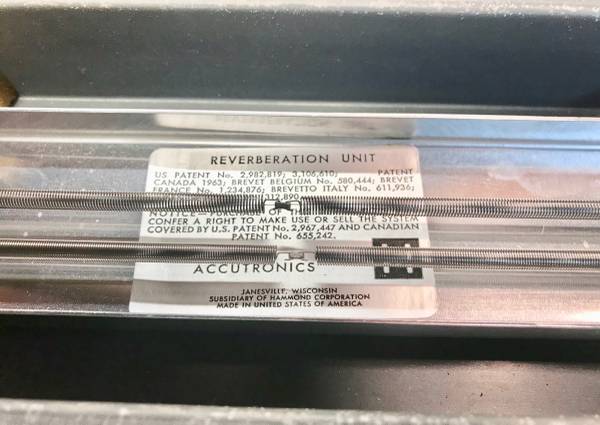 REVERBERATION UNIT
US PATENT No. 2,982,819; 3,106,610; PATENT
CANADA 1963; BREVET BELGIUM No. 580,444; BREVET
FRANCE No. 1,234,876; BREVETTO ITALY No. 611,936;
NOTICE: OF
CONFER A RIGHT TO MAKE USE OR SELL THE SYSTEM
COVERED BY U.S. PATENT No. 2,967,447 AND CANADIAN
PATENT No. 655,242.
ACCUTRONICS
JANESVILLE, WISCONSIN
SUBSIDIARY OF HAMMOND CORPORATION
MADE IN UNITED STATES OF AMERICA